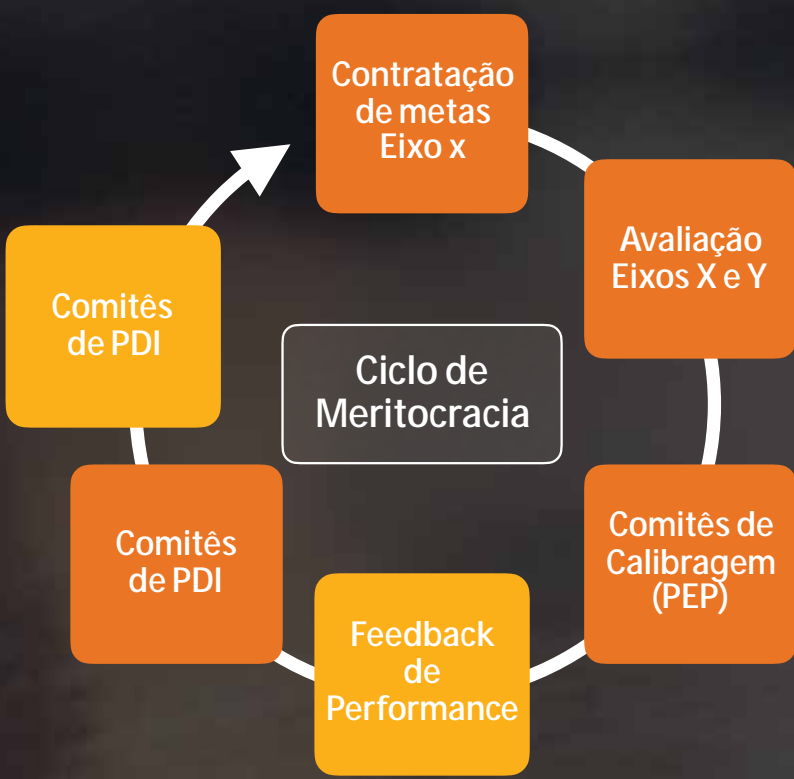 Contratação
de metas
Eixo x
Avaliação
Eixos X e Y
Comitês de
Calibragem
(PEP)
Feedback
de
Performance
Comitês
de PDI
Comitês
de PDI
Ciclo de
Meritocracia